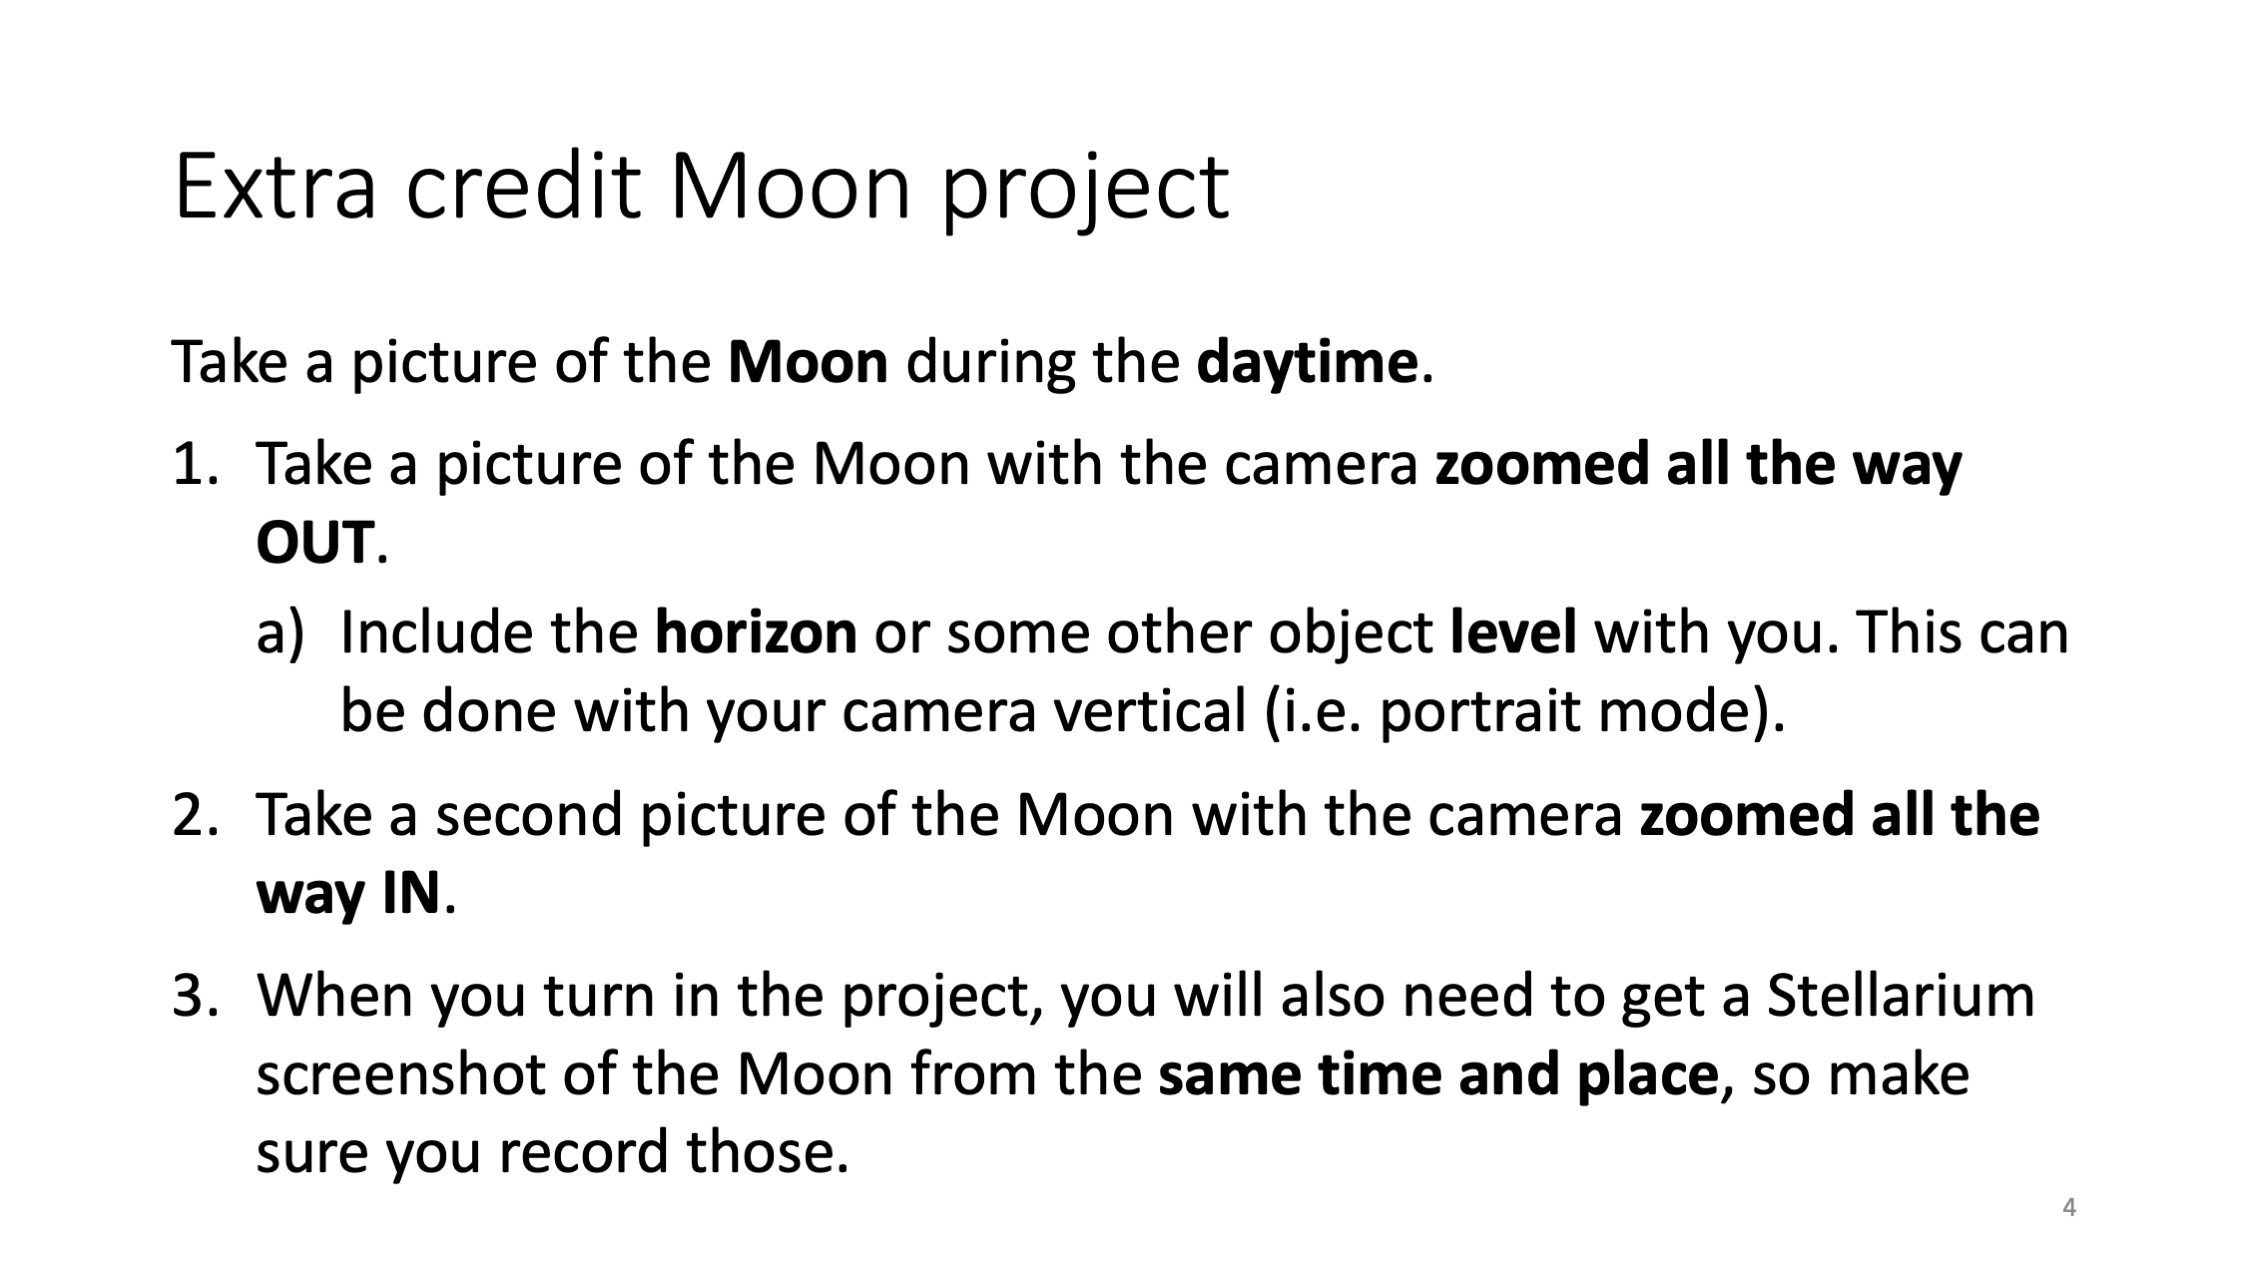 Extra credit Moon project
Take a picture of the Moon during the daytime.
1. Take a picture of the Moon with the camera zoomed all the way
OUT.
a) Include the horizon or some other object level with you. This can
be done with your camera vertical (i.e. portrait mode).
2. Take a second picture of the Moon with the camera zoomed all the
way IN.
3. When you turn in the project, you will also need to get a Stellarium
screenshot of the Moon from the same time and place, so make
sure you record those.
4